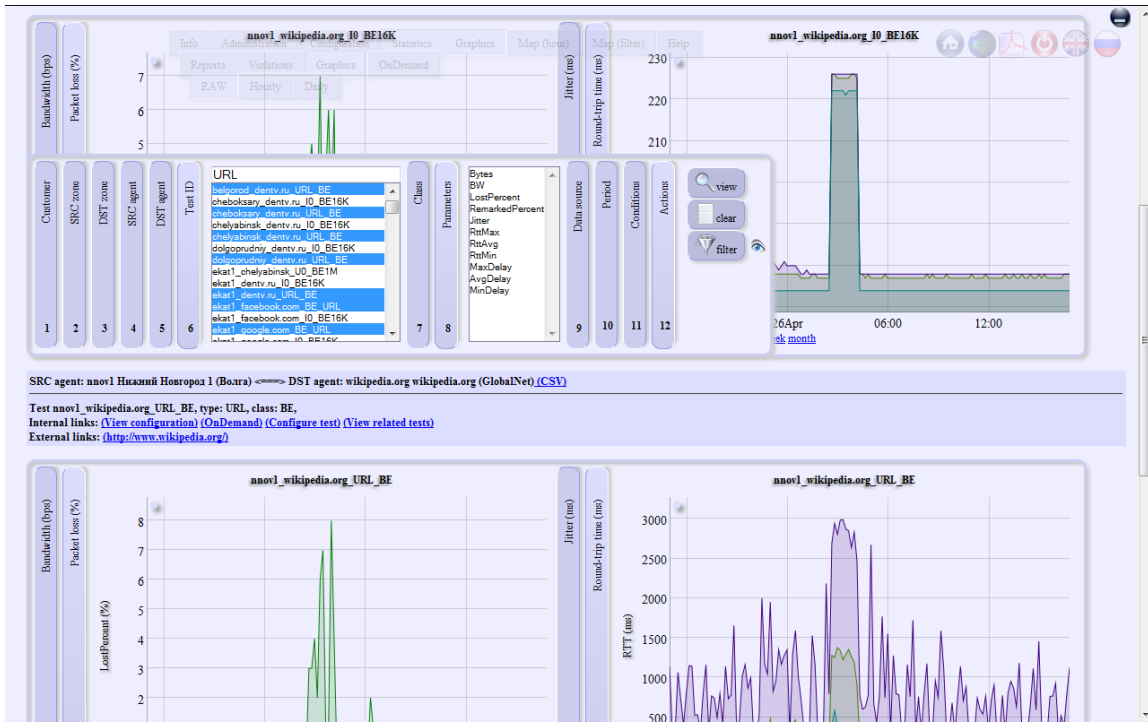 nnov1_wikipedia.org_I0_BE16K
nnov1_wikipedia.org_I0_BE16K
Info Administration Configuration Statistics Graphics Map (hour) Map (filter) Help
Reports Violations Graphics OnDemand
RAW Hourly Daily
Bandwidth (bps)
Packet loss (%)
7
6
5
Jitter (ms)
Round-trip time (ms)
230
220
210
Customer 1
SRC zone 2
DST zone 3
SRC agent 4
DST agent 5
Test ID 6
URL
belgorod_dentv.ru_URL_BE
cheboksary_dentv.ru_I0_BE16K
cheboksary_dentv.ru_URL_BE
chelyabinsk_dentv.ru_I0_BE16K
chelyabinsk_dentv.ru_URL_BE
dolgoprudniy_dentv.ru_I0_BE16K
dolgoprudniy_dentv.ru_URL_BE
ekat1_chelyabinsk_U0_BE1M
ekat1_dentv.ru_I0_BE16K
ekat1_dentv.ru_URL_BE
ekat1_facebook.com_BE_URL
ekat1_facebook.com_I0_BE16K
ekat1_google.com_BE_URL
ekat1_google.com_I0_BE16K
Class 7
Parameters 8
Bytes
BW
LostPercent
RemarkedPercent
Jitter
RttMax
RttAvg
RttMin
MaxDelay
AvgDelay
MinDelay
Data source 9
Period 10
Conditions 11
Actions 12
view
clear
filter
26Apr 06:00 12:00
ek month
SRC agent: nnov1 Нижний Новгород 1 (Волга) <===> DST agent: wikipedia.org wikipedia.org (GlobalNet) (CSV)
Test nnov1_wikipedia.org_URL_BE, type: URL, class: BE,
Internal links: (View configuration) (OnDemand) (Configure test) (View related tests)
External links: (http://www.wikipedia.org/)
nnov1_wikipedia.org_URL_BE
nnov1_wikipedia.org_URL_BE
Bandwidth (bps)
Packet loss (%)
LostPercent (%)
8
7
6
5
4
3
2
Jitter (ms)
Round-trip time (ms)
RTT (ms)
3000
2500
2000
1500
1000
500